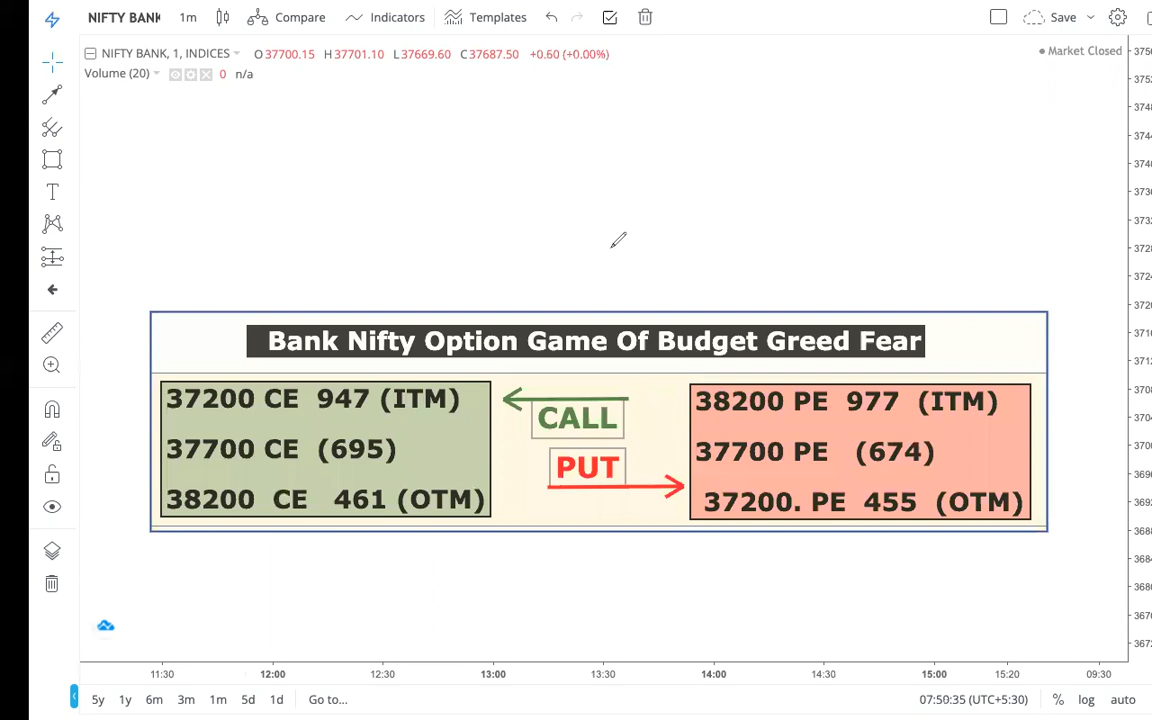 NIFTY BANK 1m Compare Indicators Templates Save
NIFTY BANK, 1, INDICES O37700.15 H37701.10 L37669.60 C37687.50 +0.60 (+0.00%)
Market Closed
Volume (20) 0 n/a
Bank Nifty Option Game Of Budget Greed Fear
37200 CE 947 (ITM)
37700 CE (695)
38200 CE 461 (OTM)
CALL
PUT
38200 PE 977 (ITM)
37700 PE (674)
37200. PE 455 (OTM)
11:30 12:00 12:30 13:00 13:30 14:00 14:30 15:00 15:20 09:30
5y 1y 6m 3m 1m 5d 1d Go to... 07:50:35 (UTC+5:30) % log auto